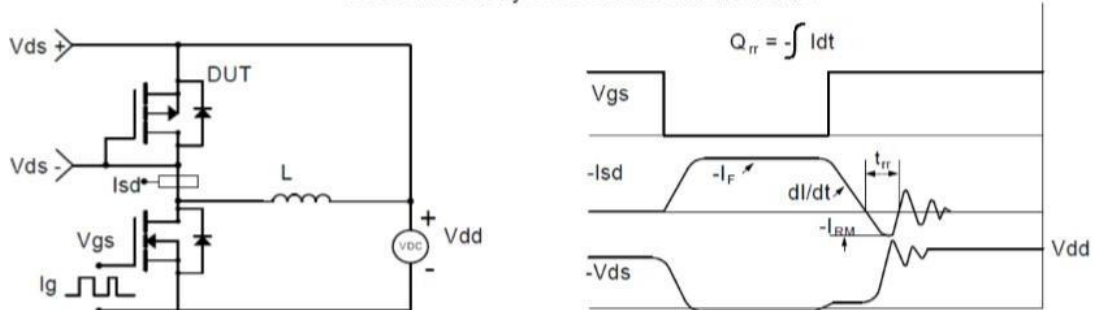 Vds +
DUT
Vds -
Isd
L
Vgs
Ig
VDC
+
-
Vdd
Qrr = -∫ Idt
Vgs
-Isd
-IF
dI/dt
trr
-IRM
-Vds
Vdd